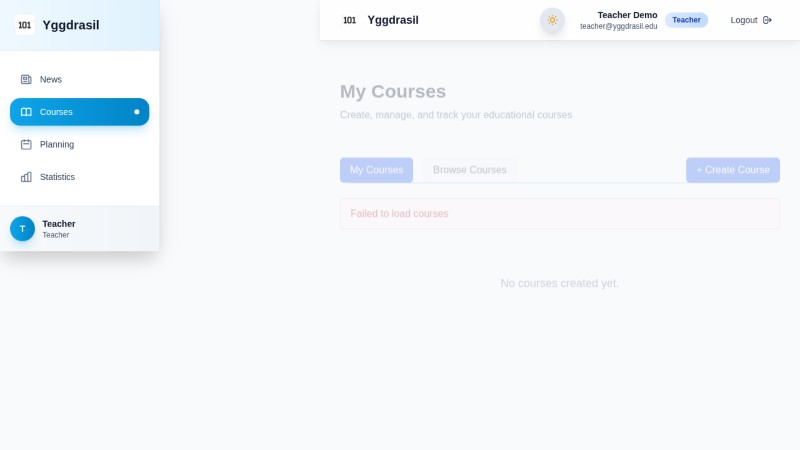 101 Yggdrasil
News
Courses
Planning
Statistics
T
Teacher
Teacher
101 Yggdrasil
Teacher Demo
teacher@yggdrasil.edu
Teacher
Logout
My Courses
Create, manage, and track your educational courses
My Courses
Browse Courses
+ Create Course
Failed to load courses
No courses created yet.